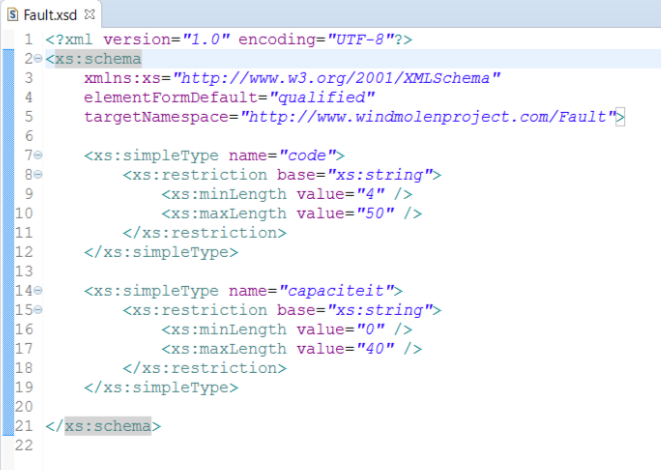 Fault.xsd
1 <?xml version="1.0" encoding="UTF-8"?>
2 <xs:schema
3     xmlns:xs="http://www.w3.org/2001/XMLSchema"
4     elementFormDefault="qualified"
5     targetNamespace="http://www.windmolenproject.com/Fault">
6
7     <xs:simpleType name="code">
8         <xs:restriction base="xs:string">
9             <xs:minLength value="4" />
10             <xs:maxLength value="50" />
11         </xs:restriction>
12     </xs:simpleType>
13
14     <xs:simpleType name="capaciteit">
15         <xs:restriction base="xs:string">
16             <xs:minLength value="0" />
17             <xs:maxLength value="40" />
18         </xs:restriction>
19     </xs:simpleType>
20
21 </xs:schema>
22